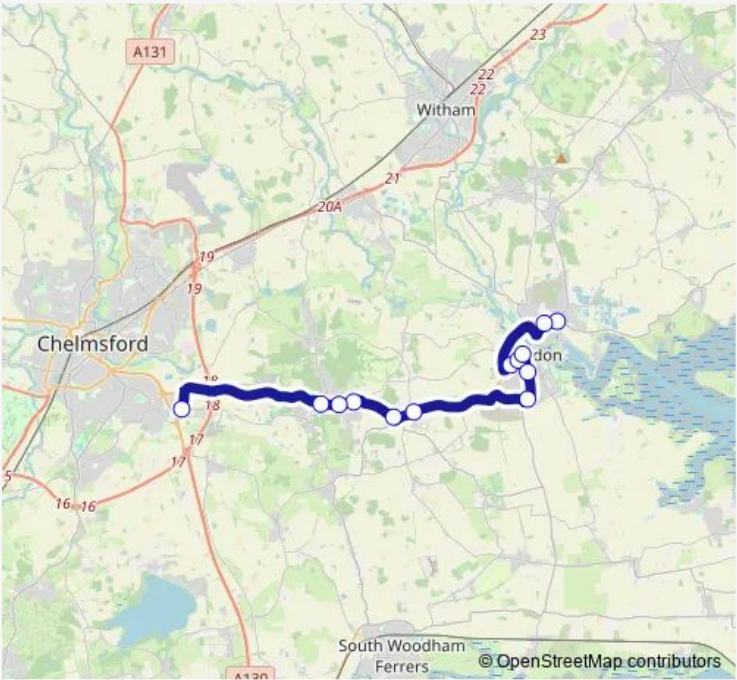 23
A131
22
22
Witham
21
20A
19
19
Chelmsford
don
18
18
17
17
5
16 16
South Woodham
Ferrers
A130
© OpenStreetMap contributors